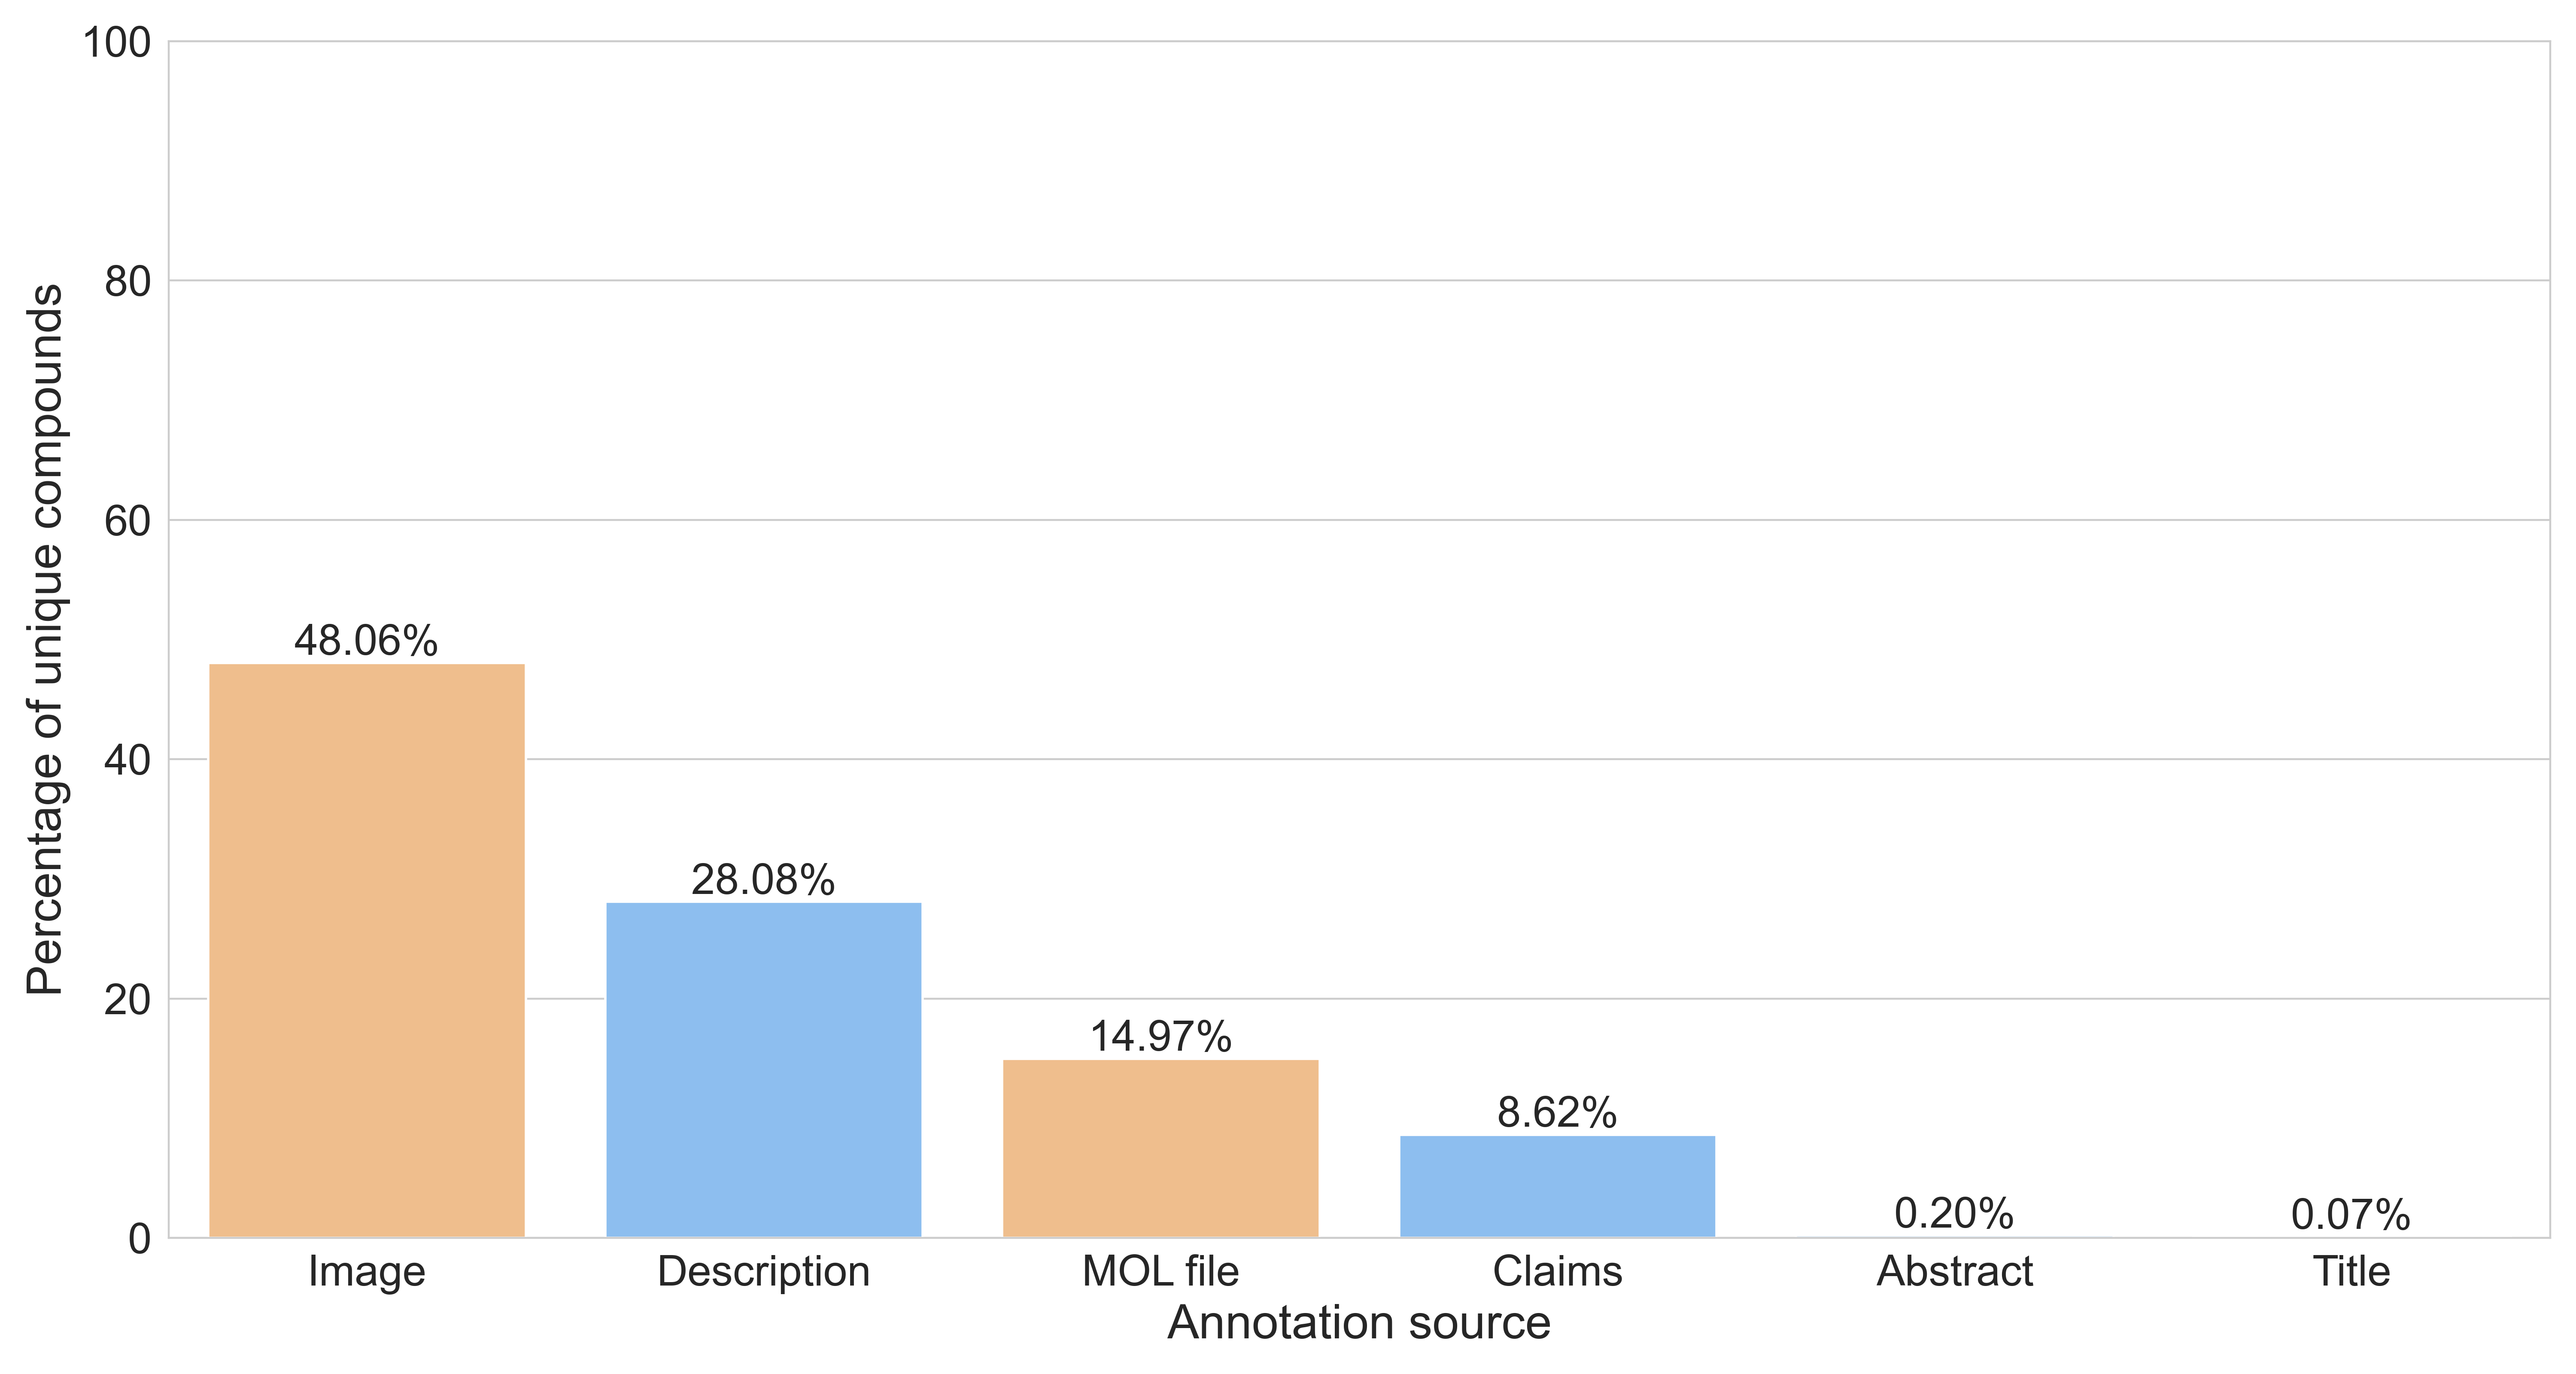 100
80
60
40
20
0
Percentage of unique compounds
48.06%
28.08%
14.97%
8.62%
0.20%
0.07%
Image
Description
MOL file
Claims
Abstract
Title
Annotation source